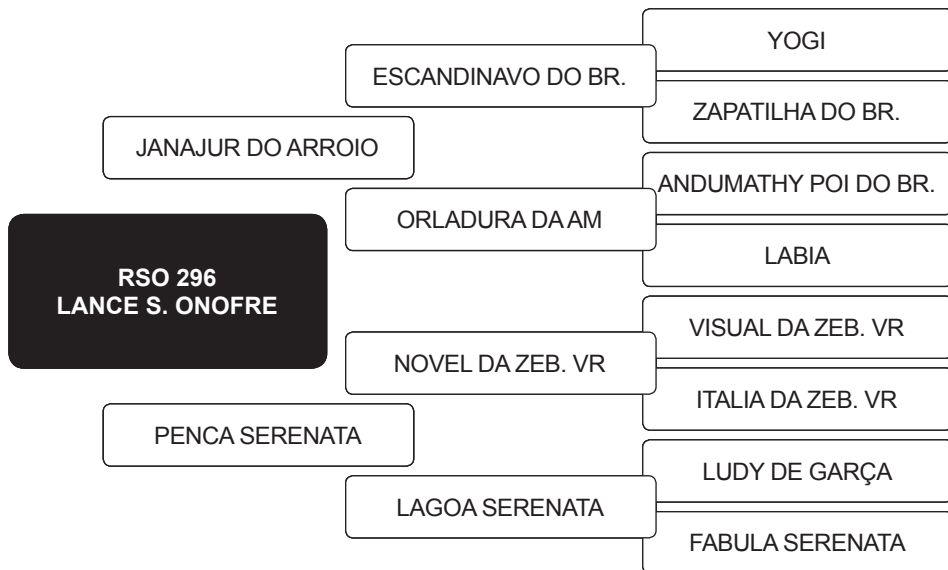 YOGI
ESCANDINAVO DO BR.
ZAPATILHA DO BR.
JANAJUR DO ARROIO
ANDUMATHY POI DO BR.
ORLADURA DA AM
LABIA
RSO 296
LANCE S. ONOFRE
VISUAL DA ZEB. VR
NOVEL DA ZEB. VR
ITALIA DA ZEB. VR
PENCA SERENATA
LUDY DE GARÇA
LAGOA SERENATA
FABULA SERENATA